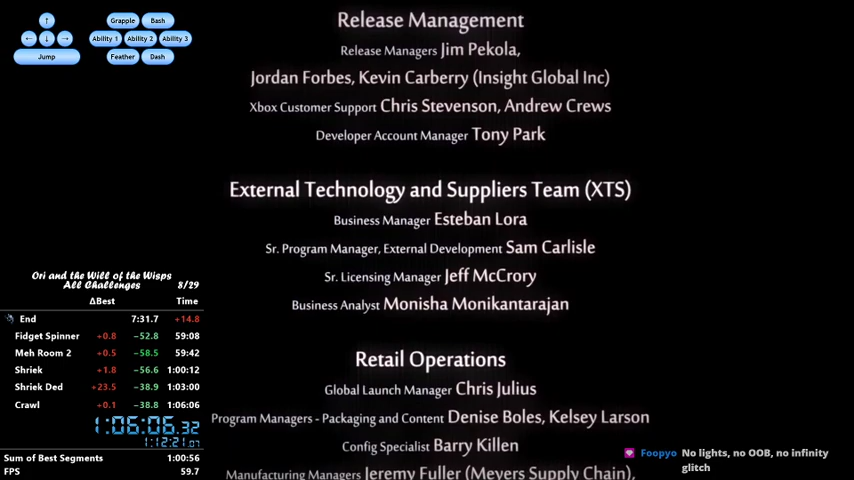 ↑
Grapple Bash
← ↓ →
Ability 1 Ability 2 Ability 3
Jump
Feather Dash
Release Management
Release Managers Jim Pekola,
Jordan Forbes, Kevin Carberry (Insight Global Inc)
Xbox Customer Support Chris Stevenson, Andrew Crews
Developer Account Manager Tony Park
External Technology and Suppliers Team (XTS)
Business Manager Esteban Lora
Sr. Program Manager, External Development Sam Carlisle
Sr. Licensing Manager Jeff McCrory
Business Analyst Monisha Monikantarajan
Retail Operations
Global Launch Manager Chris Julius
Program Managers - Packaging and Content Denise Boles, Kelsey Larson
Config Specialist Barry Killen
Manufacturing Managers Jeremy Fuller (Meyers Supply Chain),
Ori and the Will of the Wisps
All Challenges 8/29
ΔBest Time
End 7:31.7 +14.8
Fidget Spinner +0.8 −52.8 59:08
Meh Room 2 +0.5 −58.5 59:42
Shriek +1.8 −56.6 1:00:12
Shriek Ded +23.5 −38.9 1:03:00
Crawl +0.1 −38.8 1:06:06
1:06:06.32
1:12:21.07
Sum of Best Segments 1:00:56
FPS 59.7
Foopyo No lights, no OOB, no infinity
glitch